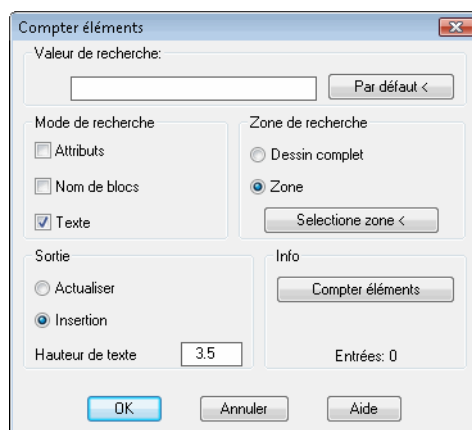 Compter éléments
Valeur de recherche:
Par défaut <
Mode de recherche
Attributs
Nom de blocs
Texte
Zone de recherche
Dessin complet
Zone
Selectione zone <
Sortie
Actualiser
Insertion
Hauteur de texte 3.5
Info
Compter éléments
Entrées: 0
OK Annuler Aide